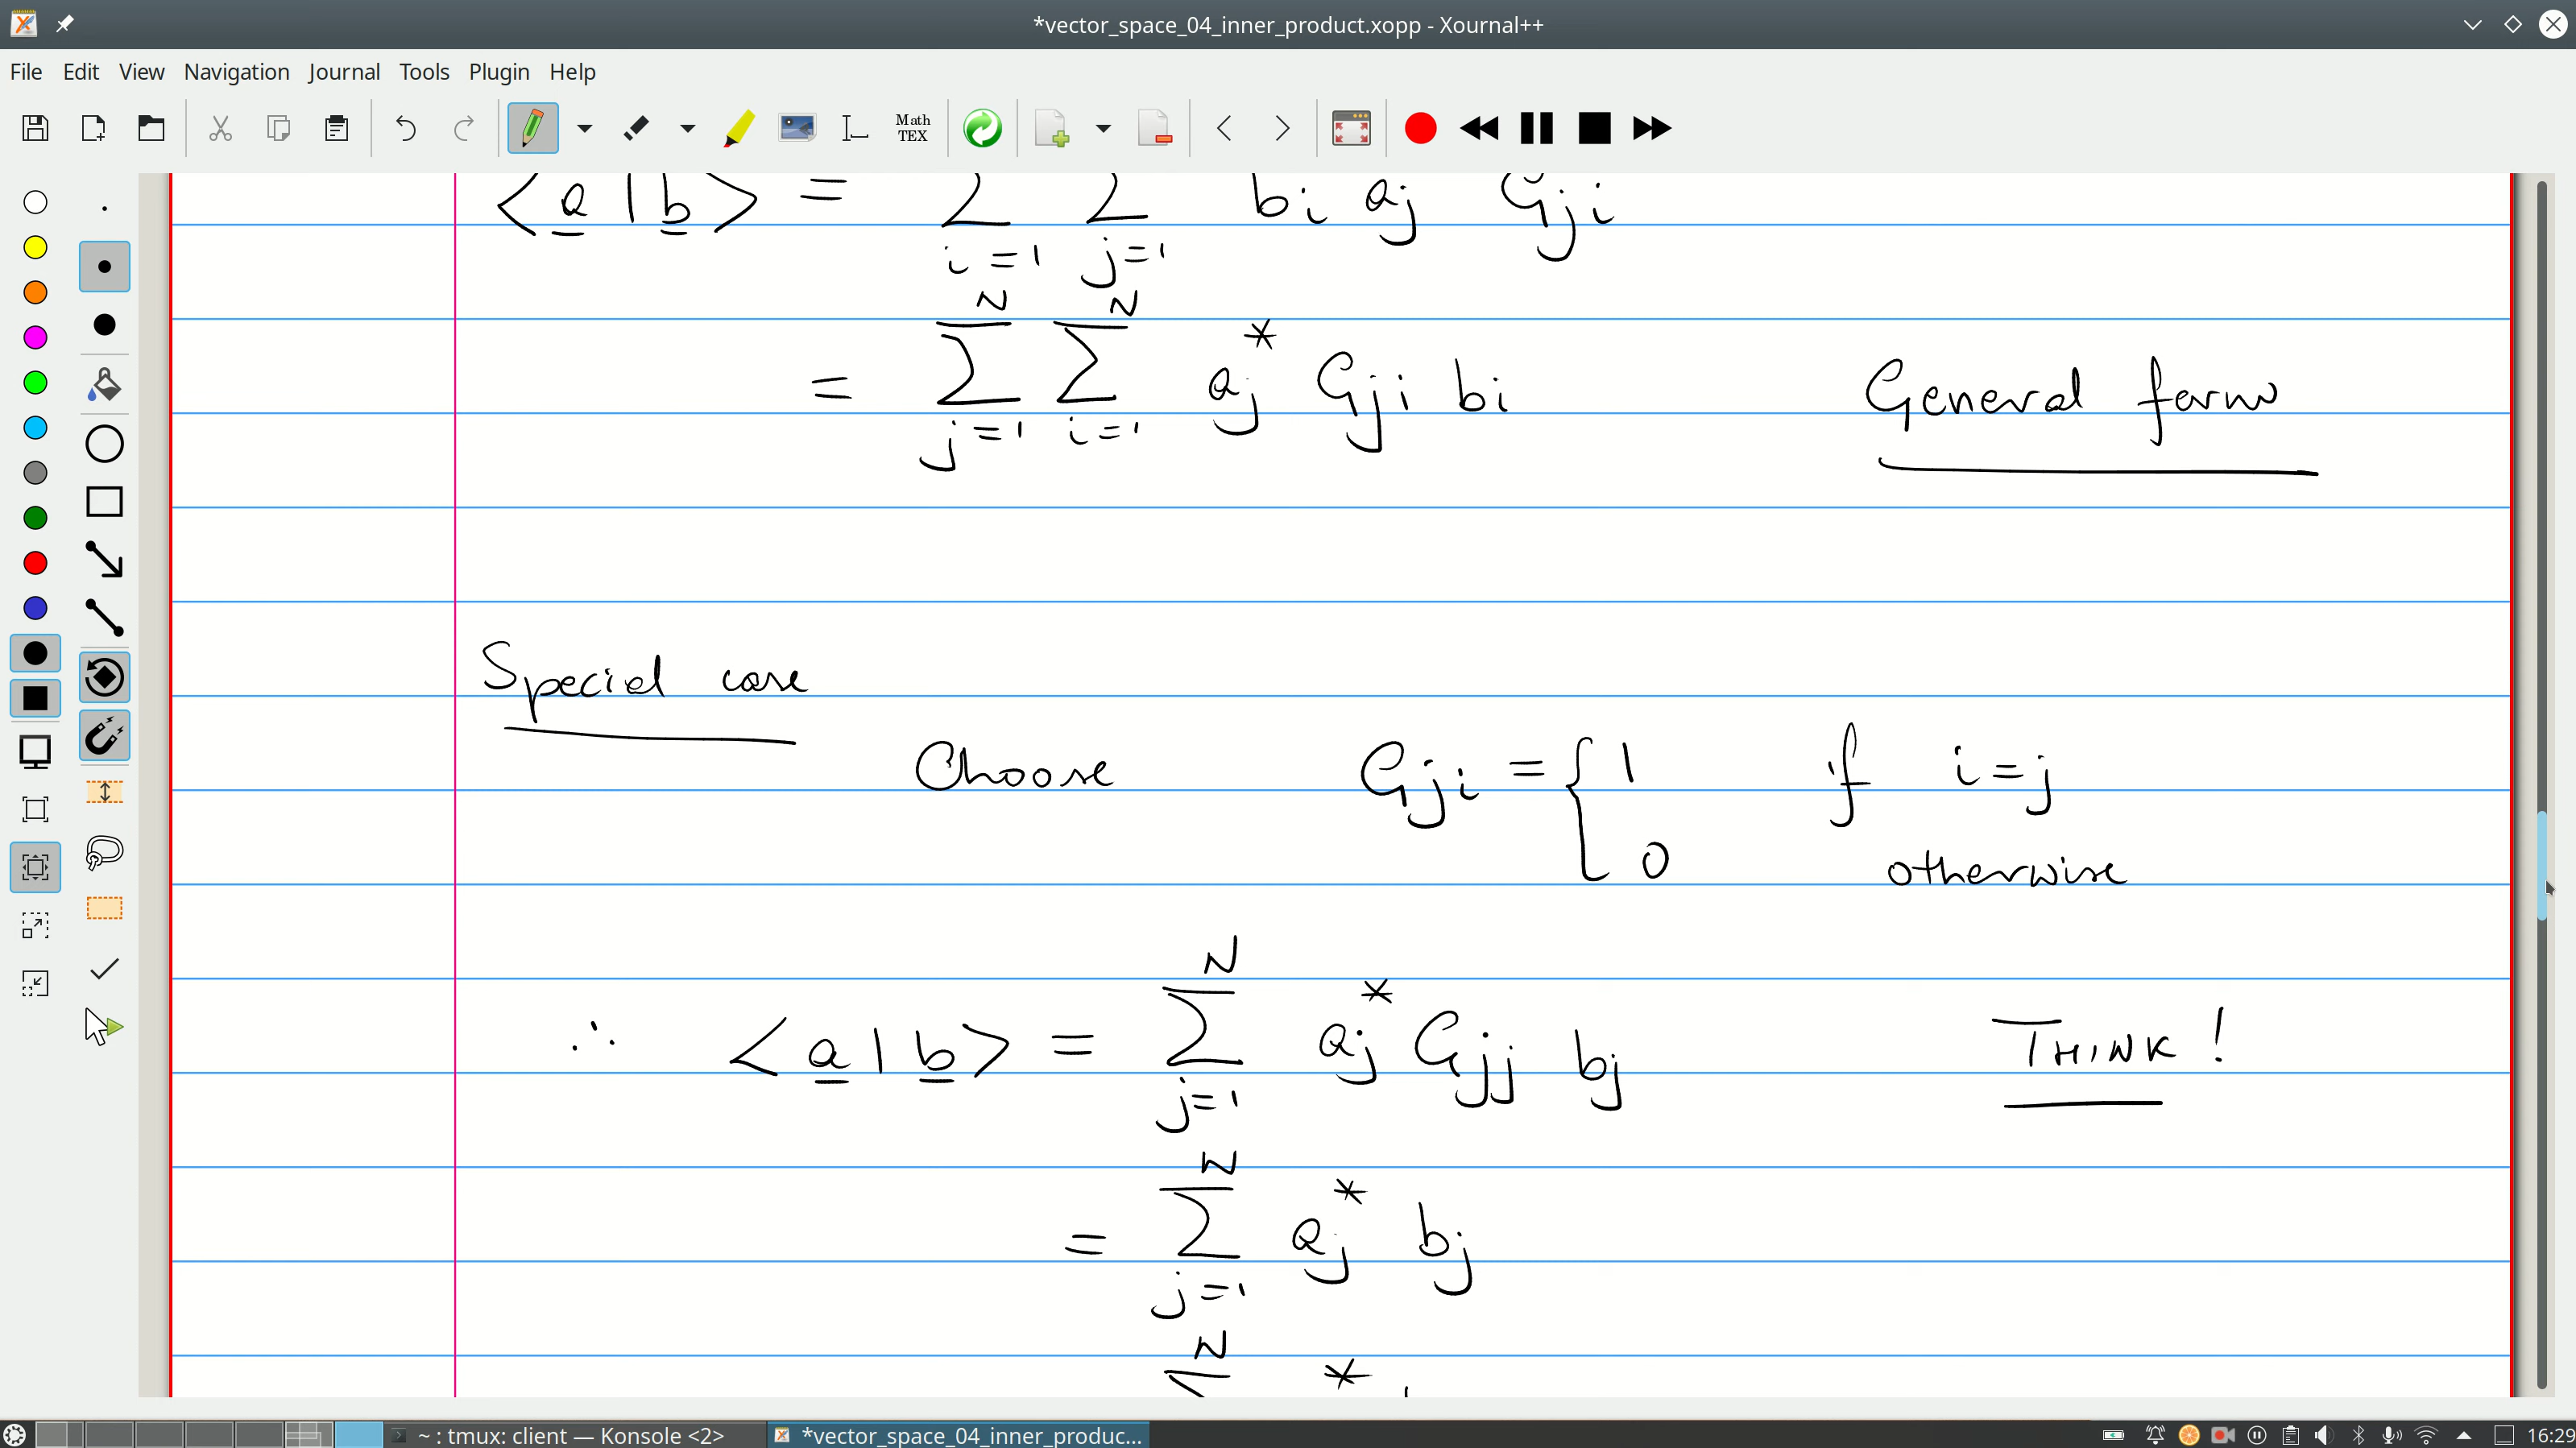 *vector_space_04_inner_product.xopp - Xournal++
File Edit View Navigation Journal Tools Plugin Help
Math
TEX
<a|b> = Σ Σ bi aj Gji
i=1 j=1
N N
= Σ Σ aj* Gji bi General form
j=1 i=1
Special case
Choose Gji = { 1 if i=j
0 otherwise
N
∴ <a|b> = Σ aj* Gjj bj THINK!
j=1
N
= Σ aj* bj
j=1
N
Σ *
~ : tmux: client — Konsole <2> *vector_space_04_inner_produc... 16:29